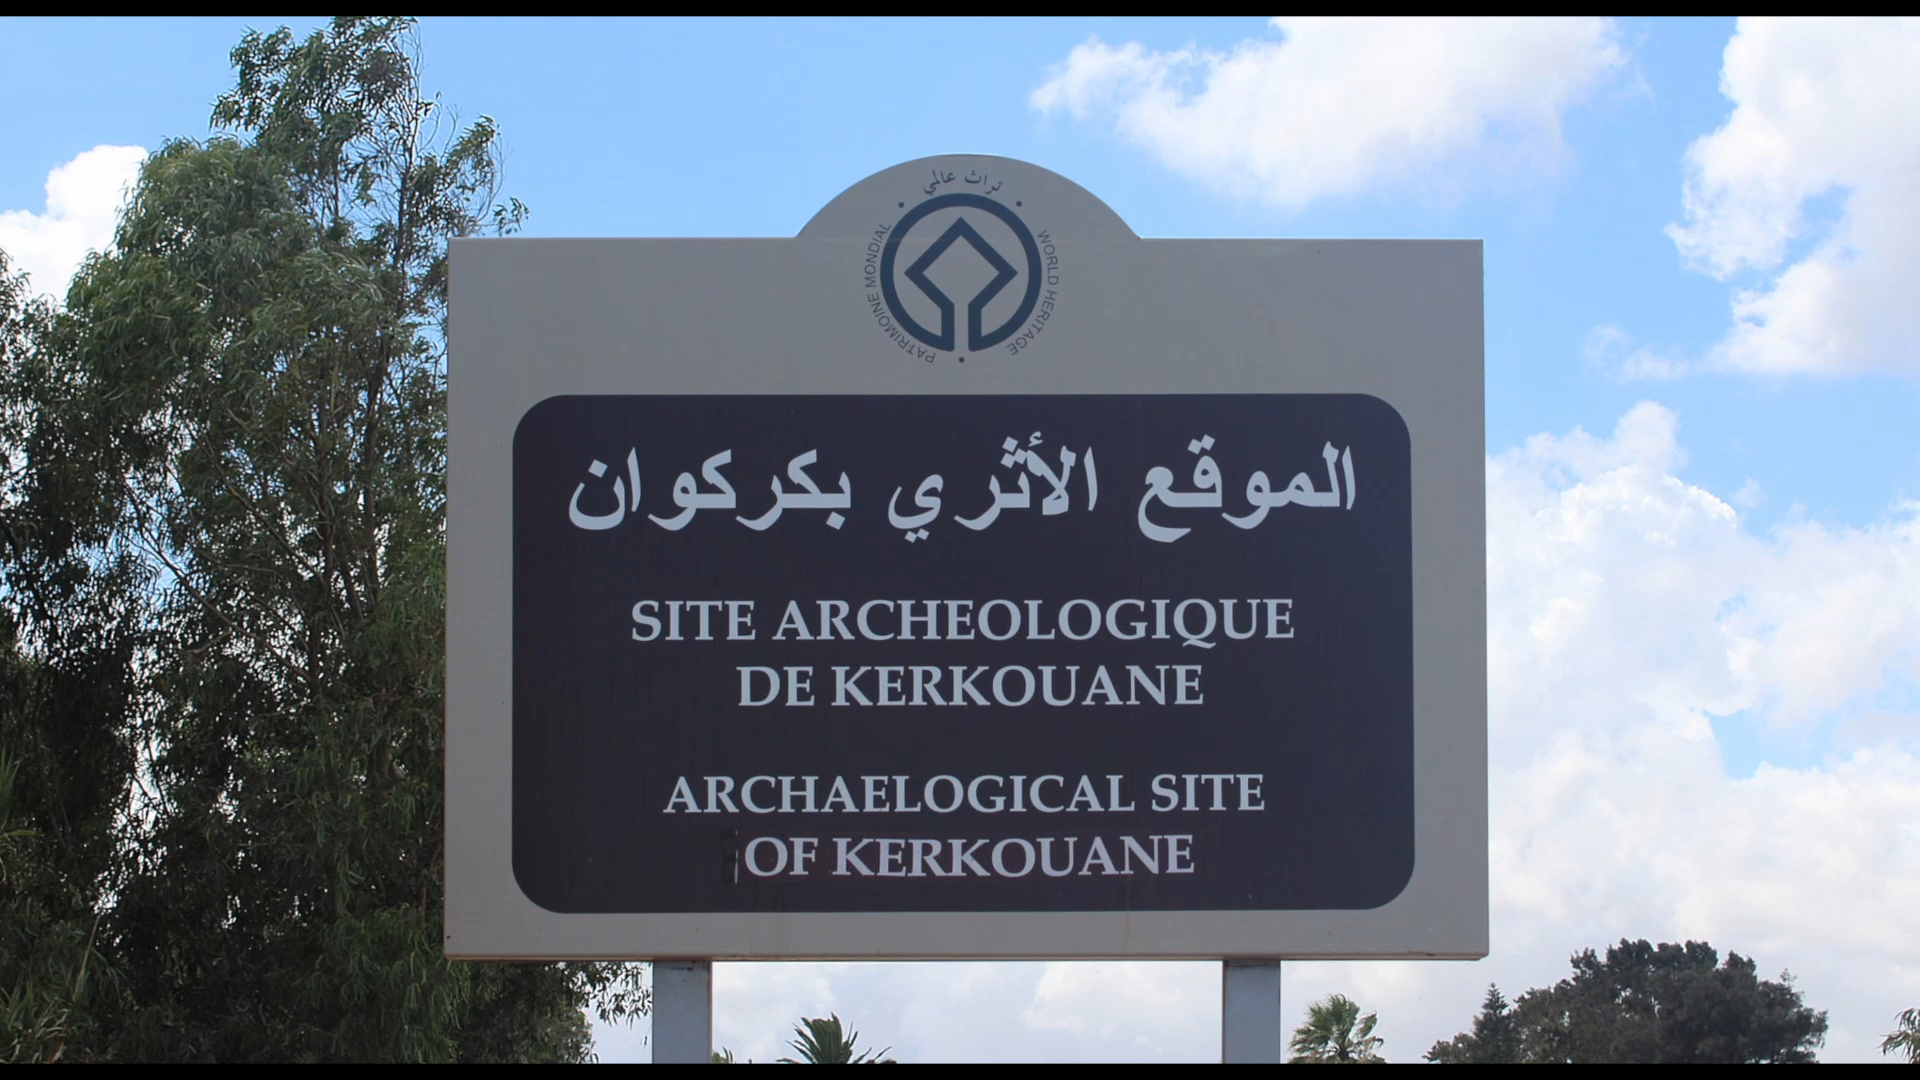 تراث عالمي
WORLD HERITAGE
PATRIMOINE MONDIAL
الموقع الأثري بكركوان
SITE ARCHEOLOGIQUE
DE KERKOUANE
ARCHAELOGICAL SITE
OF KERKOUANE